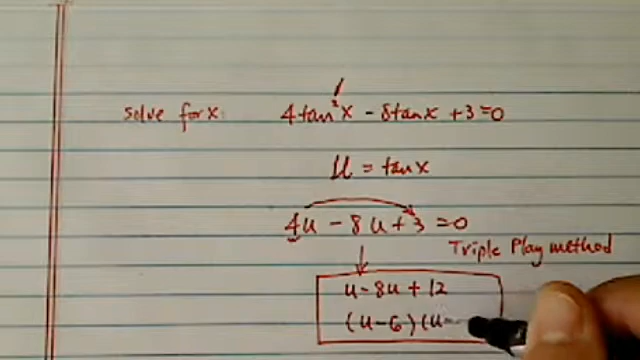 solve for x: 4tan²x - 8tanx + 3 = 0
u = tanx
4u - 8u + 3 = 0
Triple Play method
u - 8u + 12
(u-6)(u-